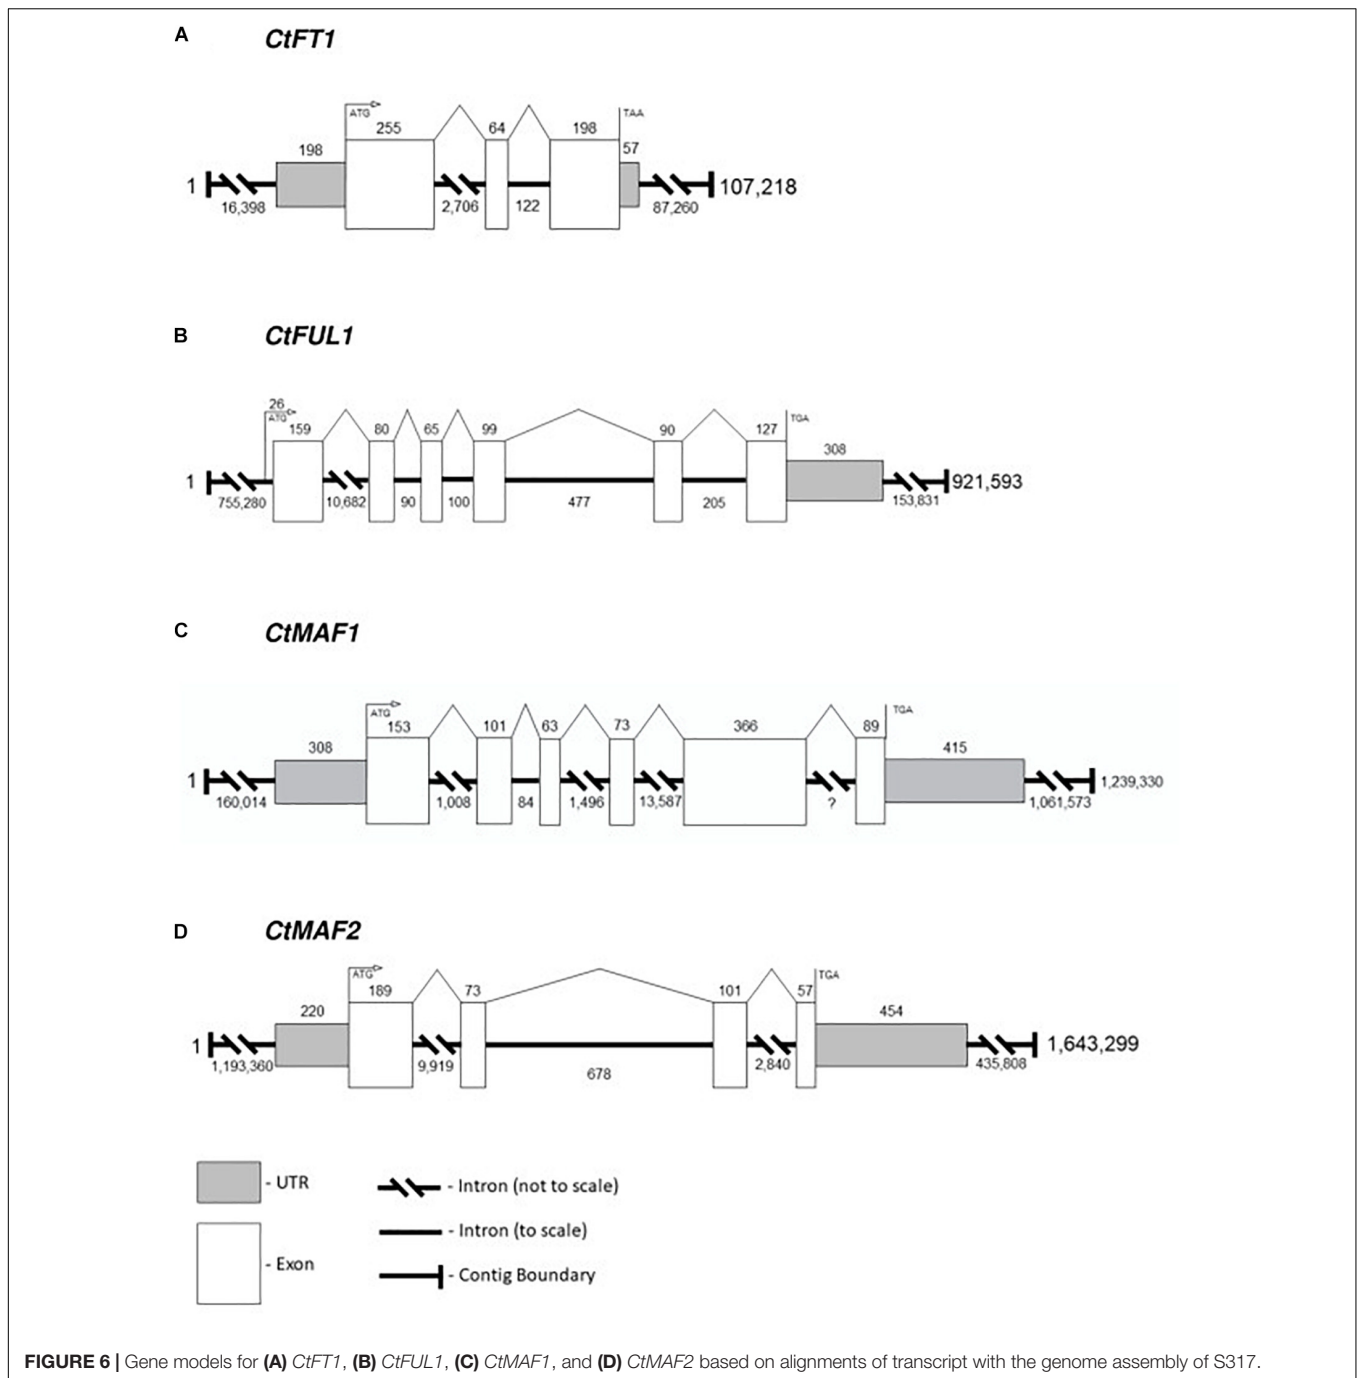 A CtFT1
ATG TAA
255 64 198
198 57
1 107,218
16,398 2,706 122 87,260
B CtFUL1
26
ATG TGA
159 80 65 99 90 127
308
1 921,593
755,280 10,682 90 100 477 205 153,831
C CtMAF1
ATG TGA
153 101 63 73 366 89
308 415
1 1,239,330
160,014 1,008 84 1,496 13,587 ? 1,061,573
D CtMAF2
ATG TGA
189 73 101 57
220 454
1 1,643,299
1,193,360 9,919 678 2,840 435,808
- UTR
- Exon
- Intron (not to scale)
- Intron (to scale)
- Contig Boundary
FIGURE 6 | Gene models for (A) CtFT1, (B) CtFUL1, (C) CtMAF1, and (D) CtMAF2 based on alignments of transcript with the genome assembly of S317.